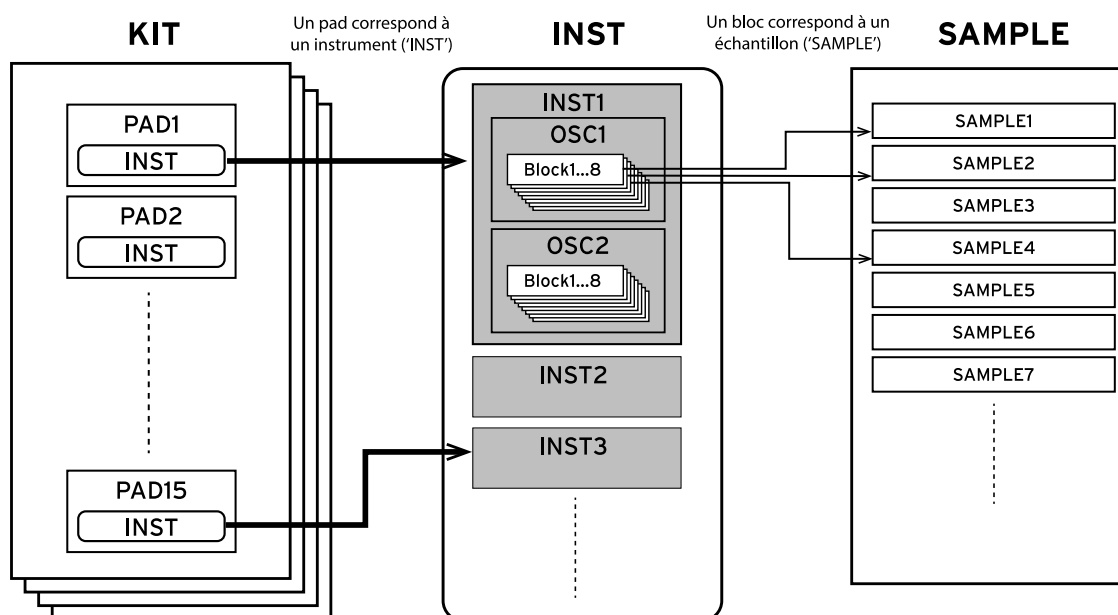 KIT
Un pad correspond à
un instrument (‘INST’)
INST
Un bloc correspond à un
échantillon (‘SAMPLE’)
SAMPLE
PAD1
INST
PAD2
INST
PAD15
INST
INST1
OSC1
Block1...8
OSC2
Block1...8
INST2
INST3
SAMPLE1
SAMPLE2
SAMPLE3
SAMPLE4
SAMPLE5
SAMPLE6
SAMPLE7